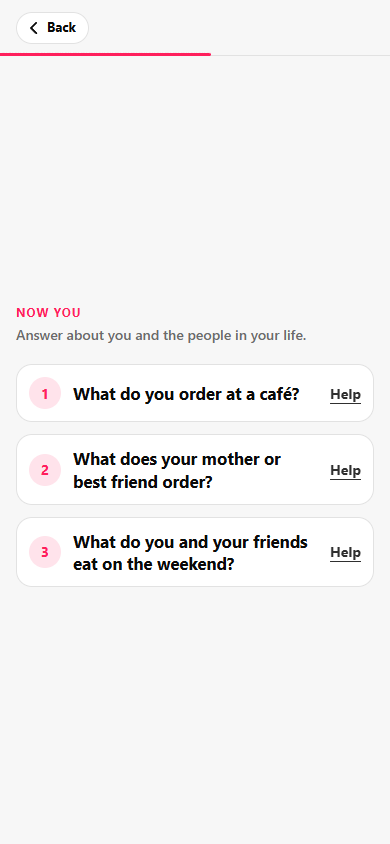 Back
NOW YOU
Answer about you and the people in your life.
1
What do you order at a café?
Help
2
What does your mother or
best friend order?
Help
3
What do you and your friends
eat on the weekend?
Help